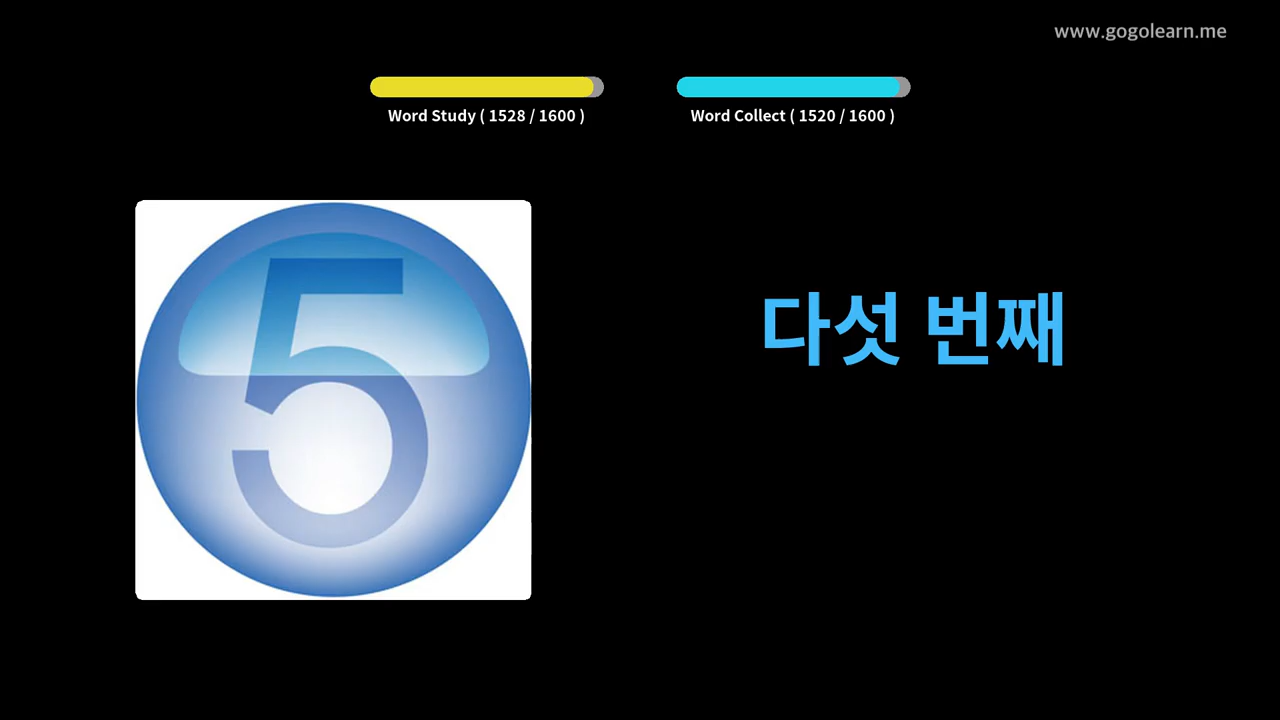 www.gogolearn.me
Word Study ( 1528 / 1600 )
Word Collect ( 1520 / 1600 )
5
다섯 번째